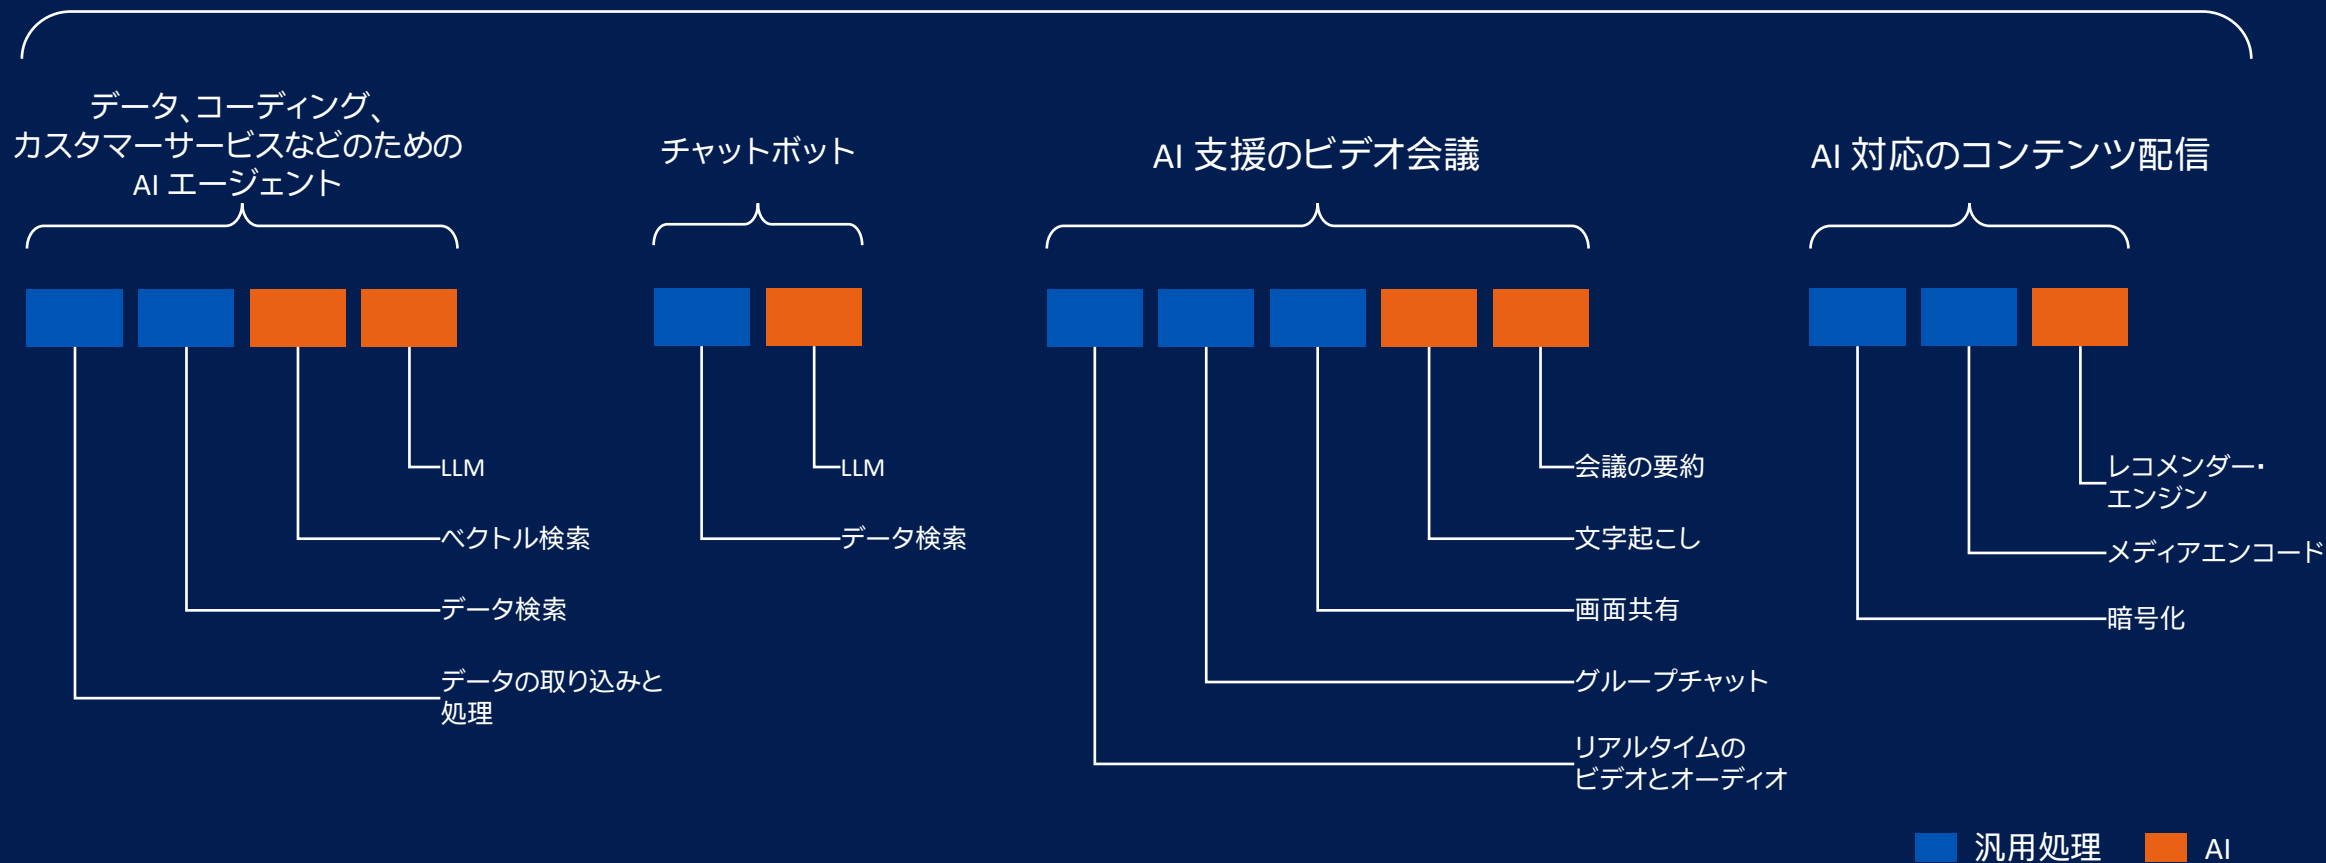 データ、コーディング、
カスタマーサービスなどのための
AI エージェント
LLM
ベクトル検索
データ検索
データの取り込みと
処理
チャットボット
LLM
データ検索
AI 支援のビデオ会議
会議の要約
文字起こし
画面共有
グループチャット
リアルタイムの
ビデオとオーディオ
AI 対応のコンテンツ配信
レコメンダー・
エンジン
メディアエンコード
暗号化
汎用処理
AI